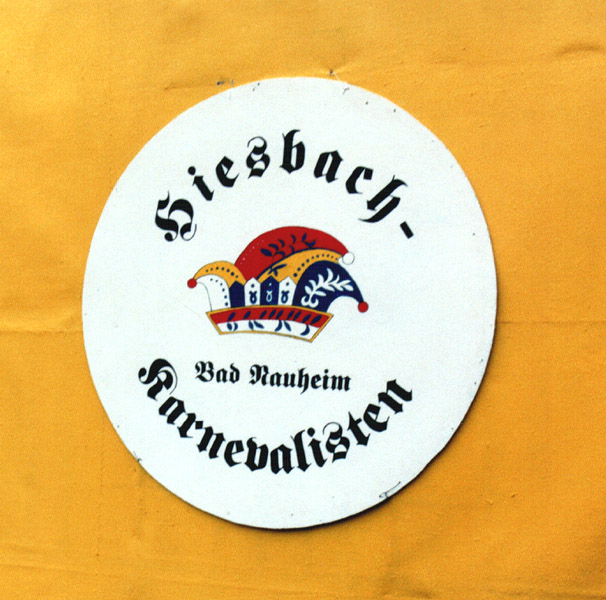 Hiesbach-
Bad Nauheim
Karnevalisten